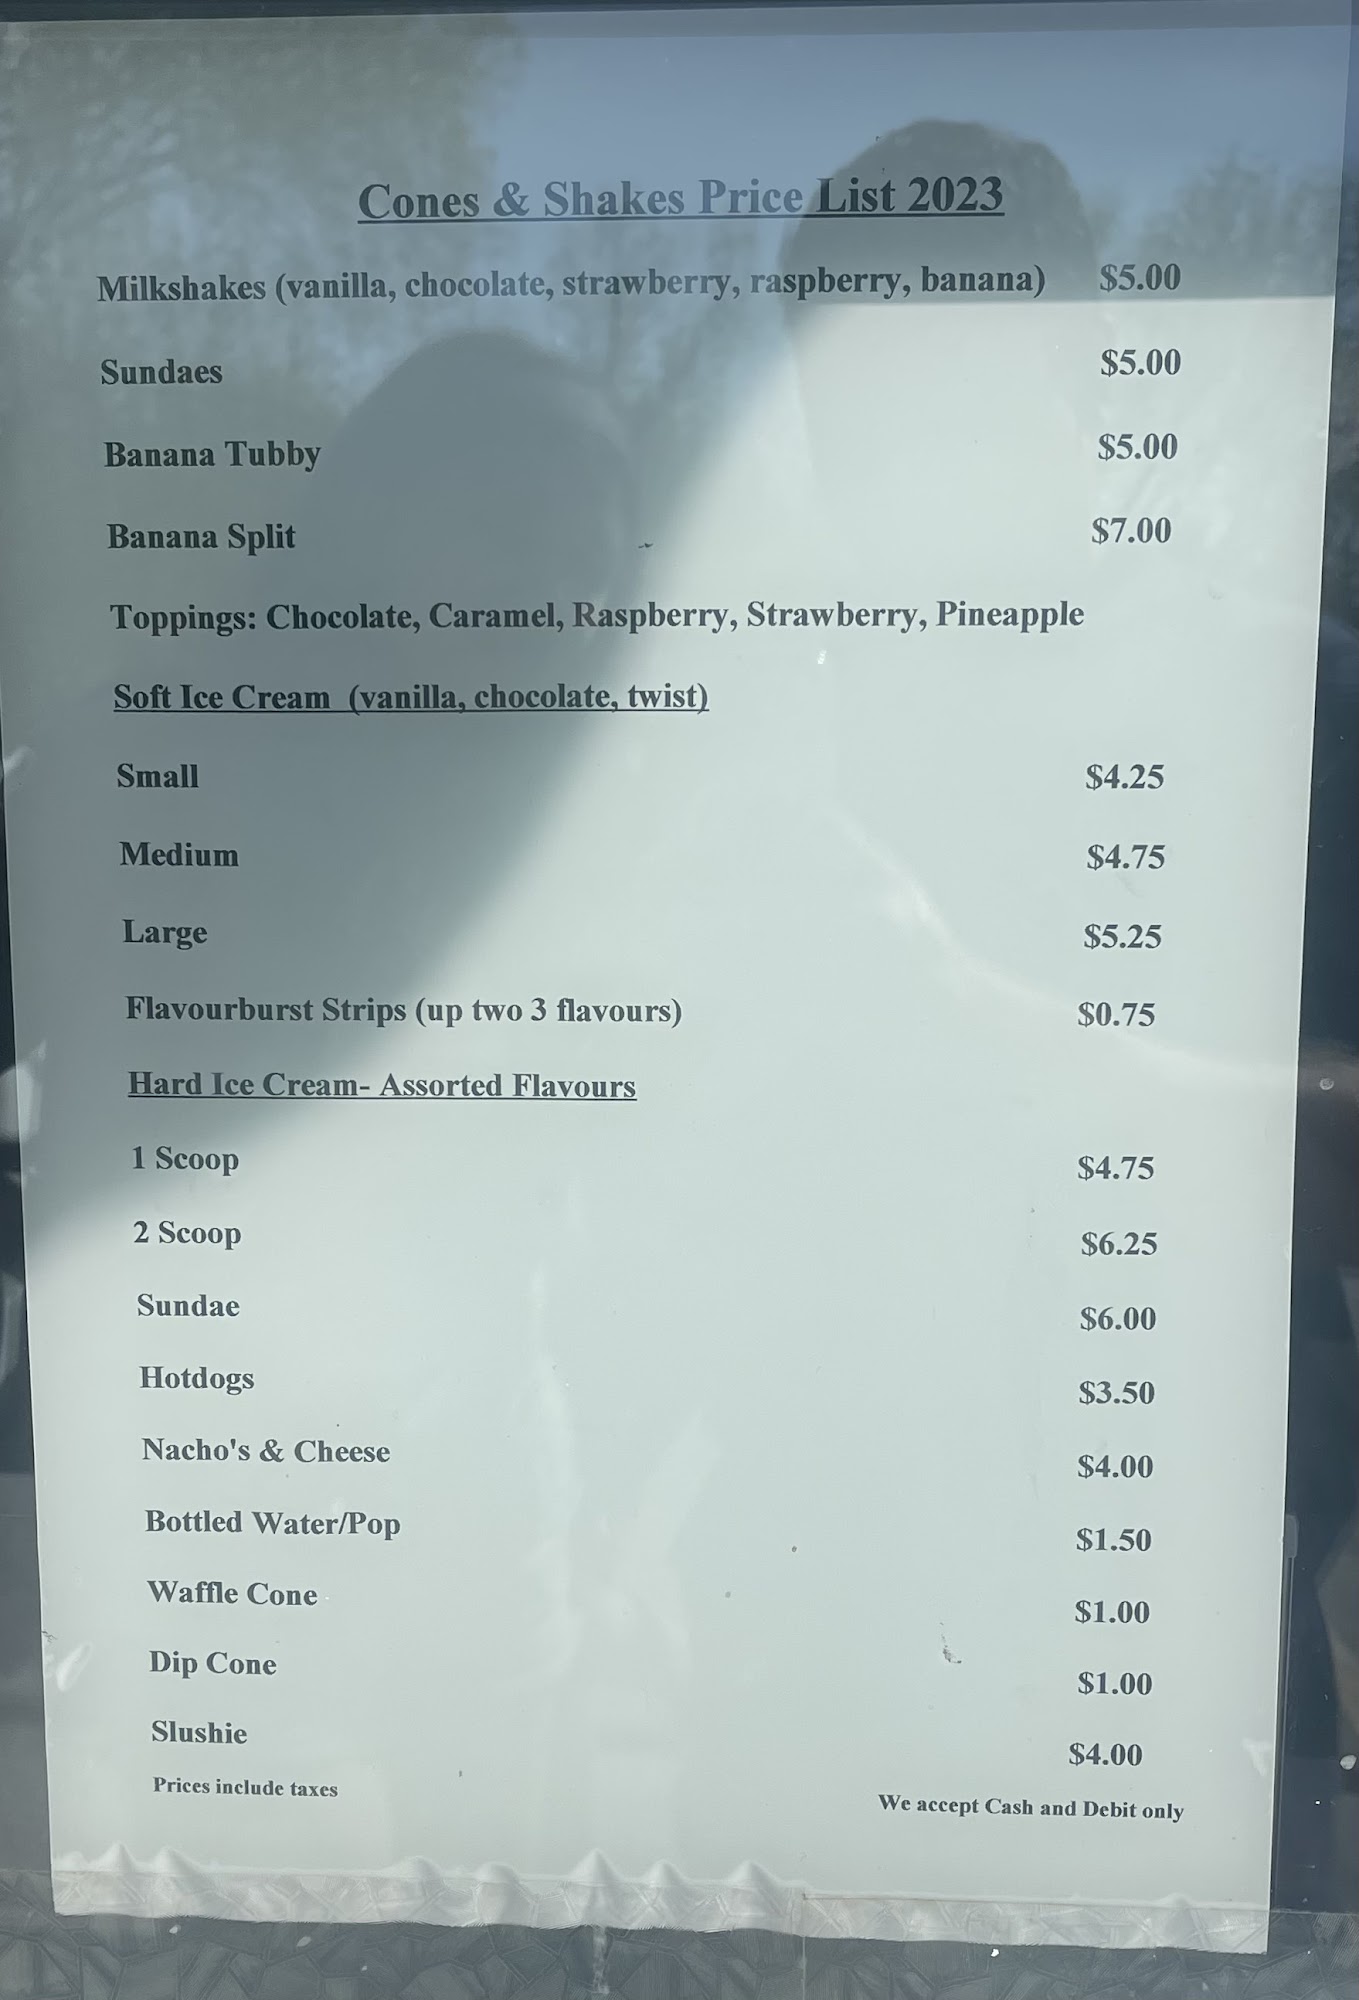 Cones & Shakes Price List 2023
Milkshakes (vanilla, chocolate, strawberry, raspberry, banana) $5.00
Sundaes $5.00
Banana Tubby $5.00
Banana Split $7.00
Toppings: Chocolate, Caramel, Raspberry, Strawberry, Pineapple
Soft Ice Cream (vanilla, chocolate, twist)
Small $4.25
Medium $4.75
Large $5.25
Flavourburst Strips (up two 3 flavours) $0.75
Hard Ice Cream- Assorted Flavours
1 Scoop $4.75
2 Scoop $6.25
Sundae $6.00
Hotdogs $3.50
Nacho's & Cheese $4.00
Bottled Water/Pop $1.50
Waffle Cone $1.00
Dip Cone $1.00
Slushie $4.00
Prices include taxes We accept Cash and Debit only